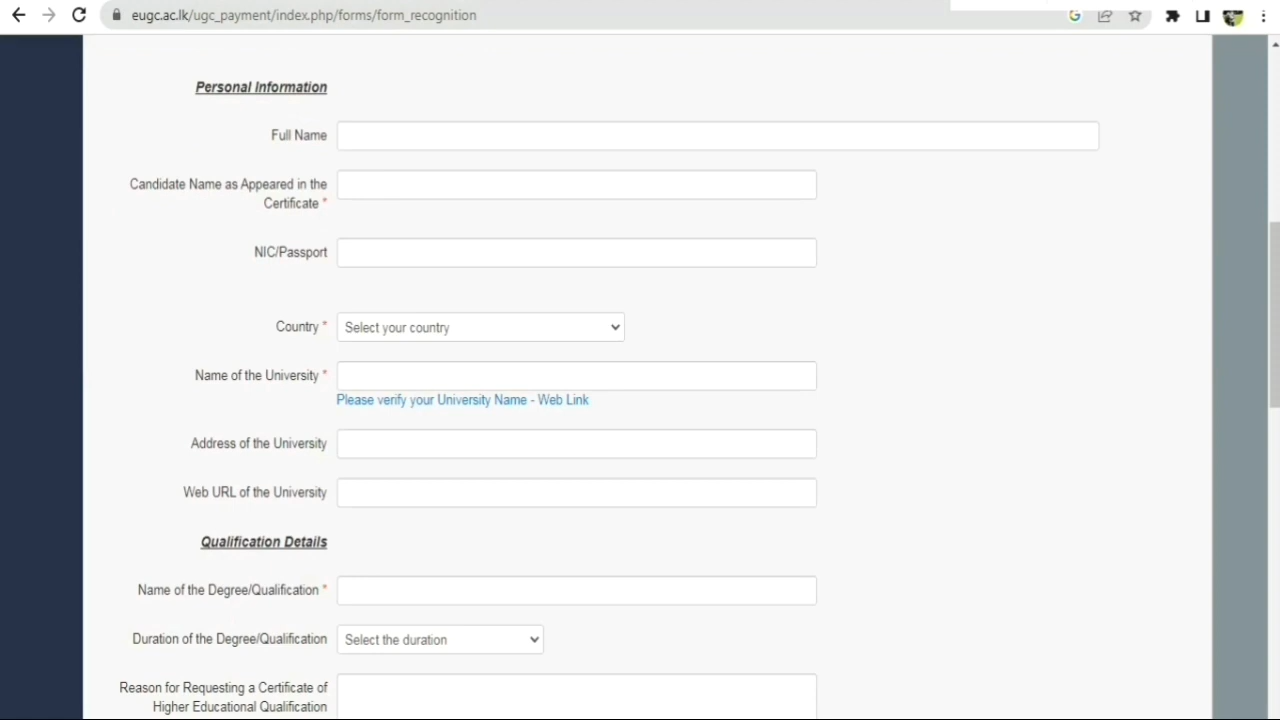 eugc.ac.lk/ugc_payment/index.php/forms/form_recognition
Personal Information
Full Name
Candidate Name as Appeared in the
Certificate *
NIC/Passport
Country *
Select your country
Name of the University *
Please verify your University Name - Web Link
Address of the University
Web URL of the University
Qualification Details
Name of the Degree/Qualification *
Duration of the Degree/Qualification
Select the duration
Reason for Requesting a Certificate of
Higher Educational Qualification